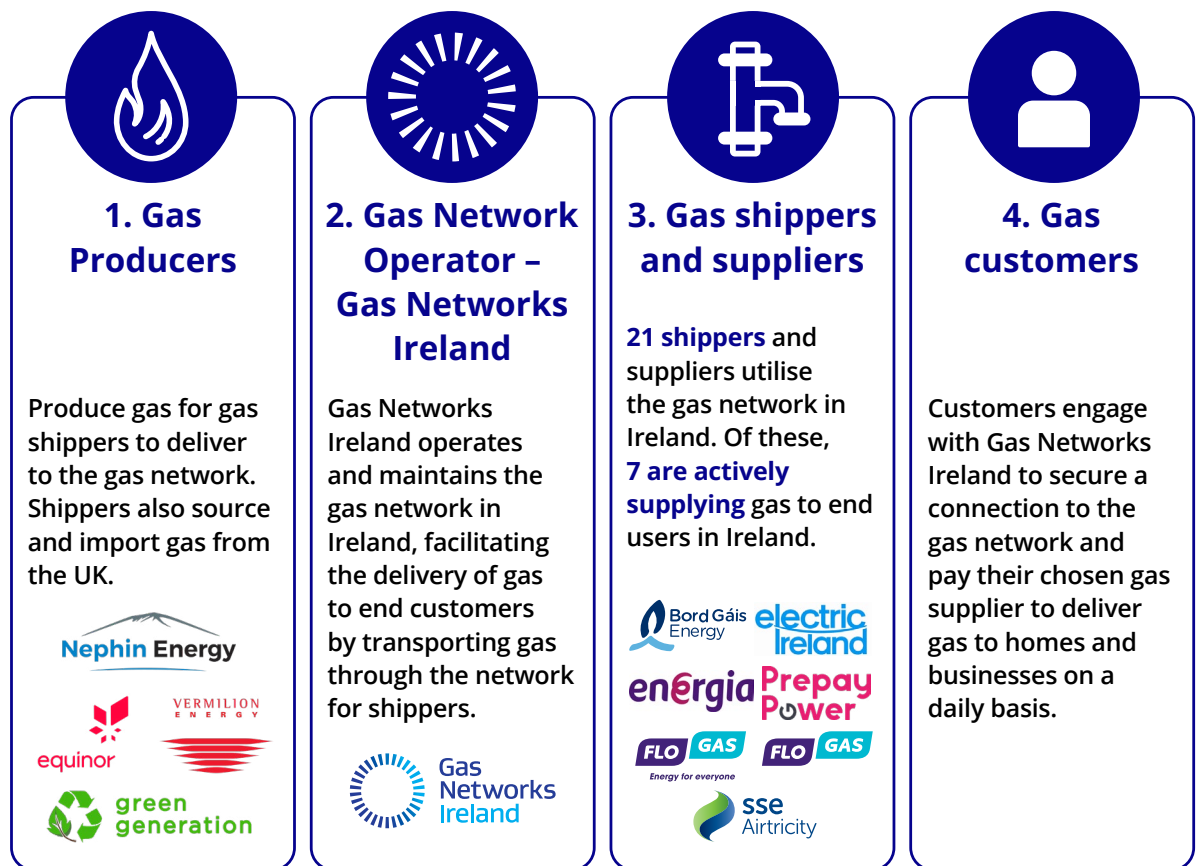 1. Gas
Producers
Produce gas for gas
shippers to deliver
to the gas network.
Shippers also source
and import gas from
the UK.
Nephin Energy
equinor
VERMILION
ENERGY
green
generation
2. Gas Network
Operator –
Gas Networks
Ireland
Gas Networks
Ireland operates
and maintains the
gas network in
Ireland, facilitating
the delivery of gas
to end customers
by transporting gas
through the network
for shippers.
Gas
Networks
Ireland
3. Gas shippers
and suppliers
21 shippers and
suppliers utilise
the gas network in
Ireland. Of these,
7 are actively
supplying gas to end
users in Ireland.
Bord Gáis
Energy
electric
Ireland
energia
Prepay
Power
FLO GAS
Energy for everyone
FLO GAS
sse
Airtricity
4. Gas
customers
Customers engage
with Gas Networks
Ireland to secure a
connection to the
gas network and
pay their chosen gas
supplier to deliver
gas to homes and
businesses on a
daily basis.